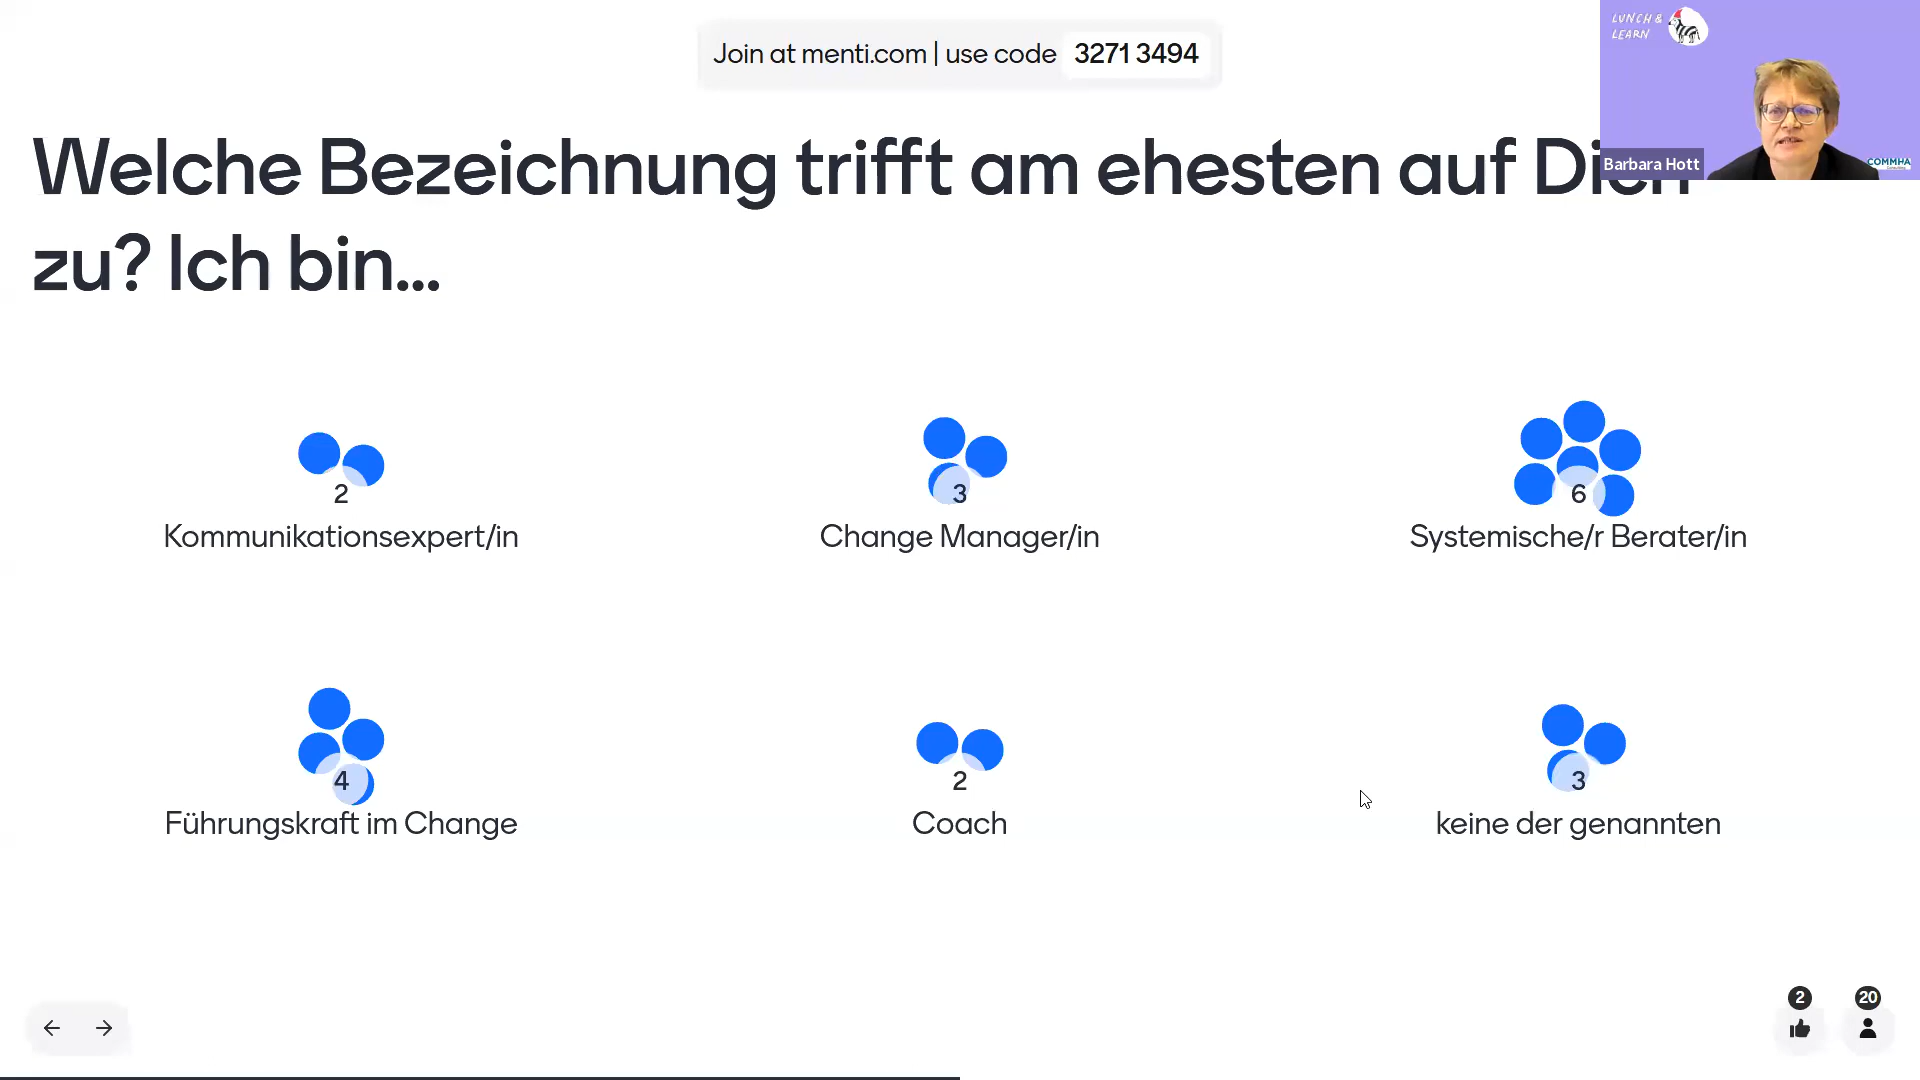 Join at menti.com | use code 3271 3494
LUNCH &
LEARN
Welche Bezeichnung trifft am ehesten auf Dich
zu? Ich bin...
Barbara Hott
COMMHA
2
Kommunikationsexpert/in
3
Change Manager/in
6
Systemische/r Berater/in
4
Führungskraft im Change
2
Coach
3
keine der genannten
2
20